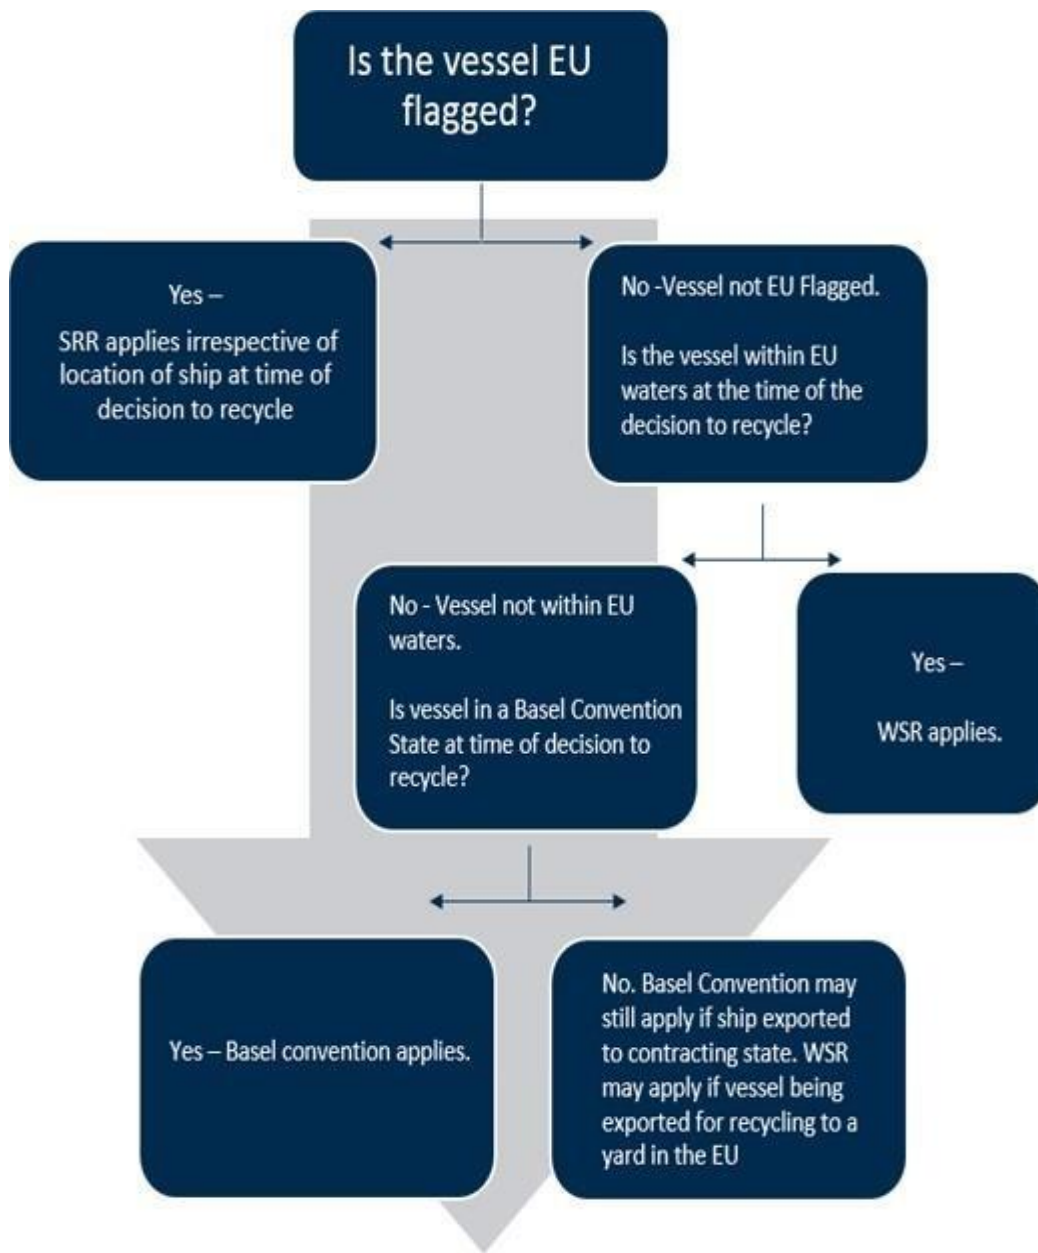 Is the vessel EU
flagged?
Yes –
SRR applies irrespective of
location of ship at time of
decision to recycle
No -Vessel not EU Flagged.
Is the vessel within EU
waters at the time of the
decision to recycle?
No - Vessel not within EU
waters.
Is vessel in a Basel Convention
State at time of decision to
recycle?
Yes –
WSR applies.
Yes – Basel convention applies.
No. Basel Convention may
still apply if ship exported
to contracting state. WSR
may apply if vessel being
exported for recycling to a
yard in the EU